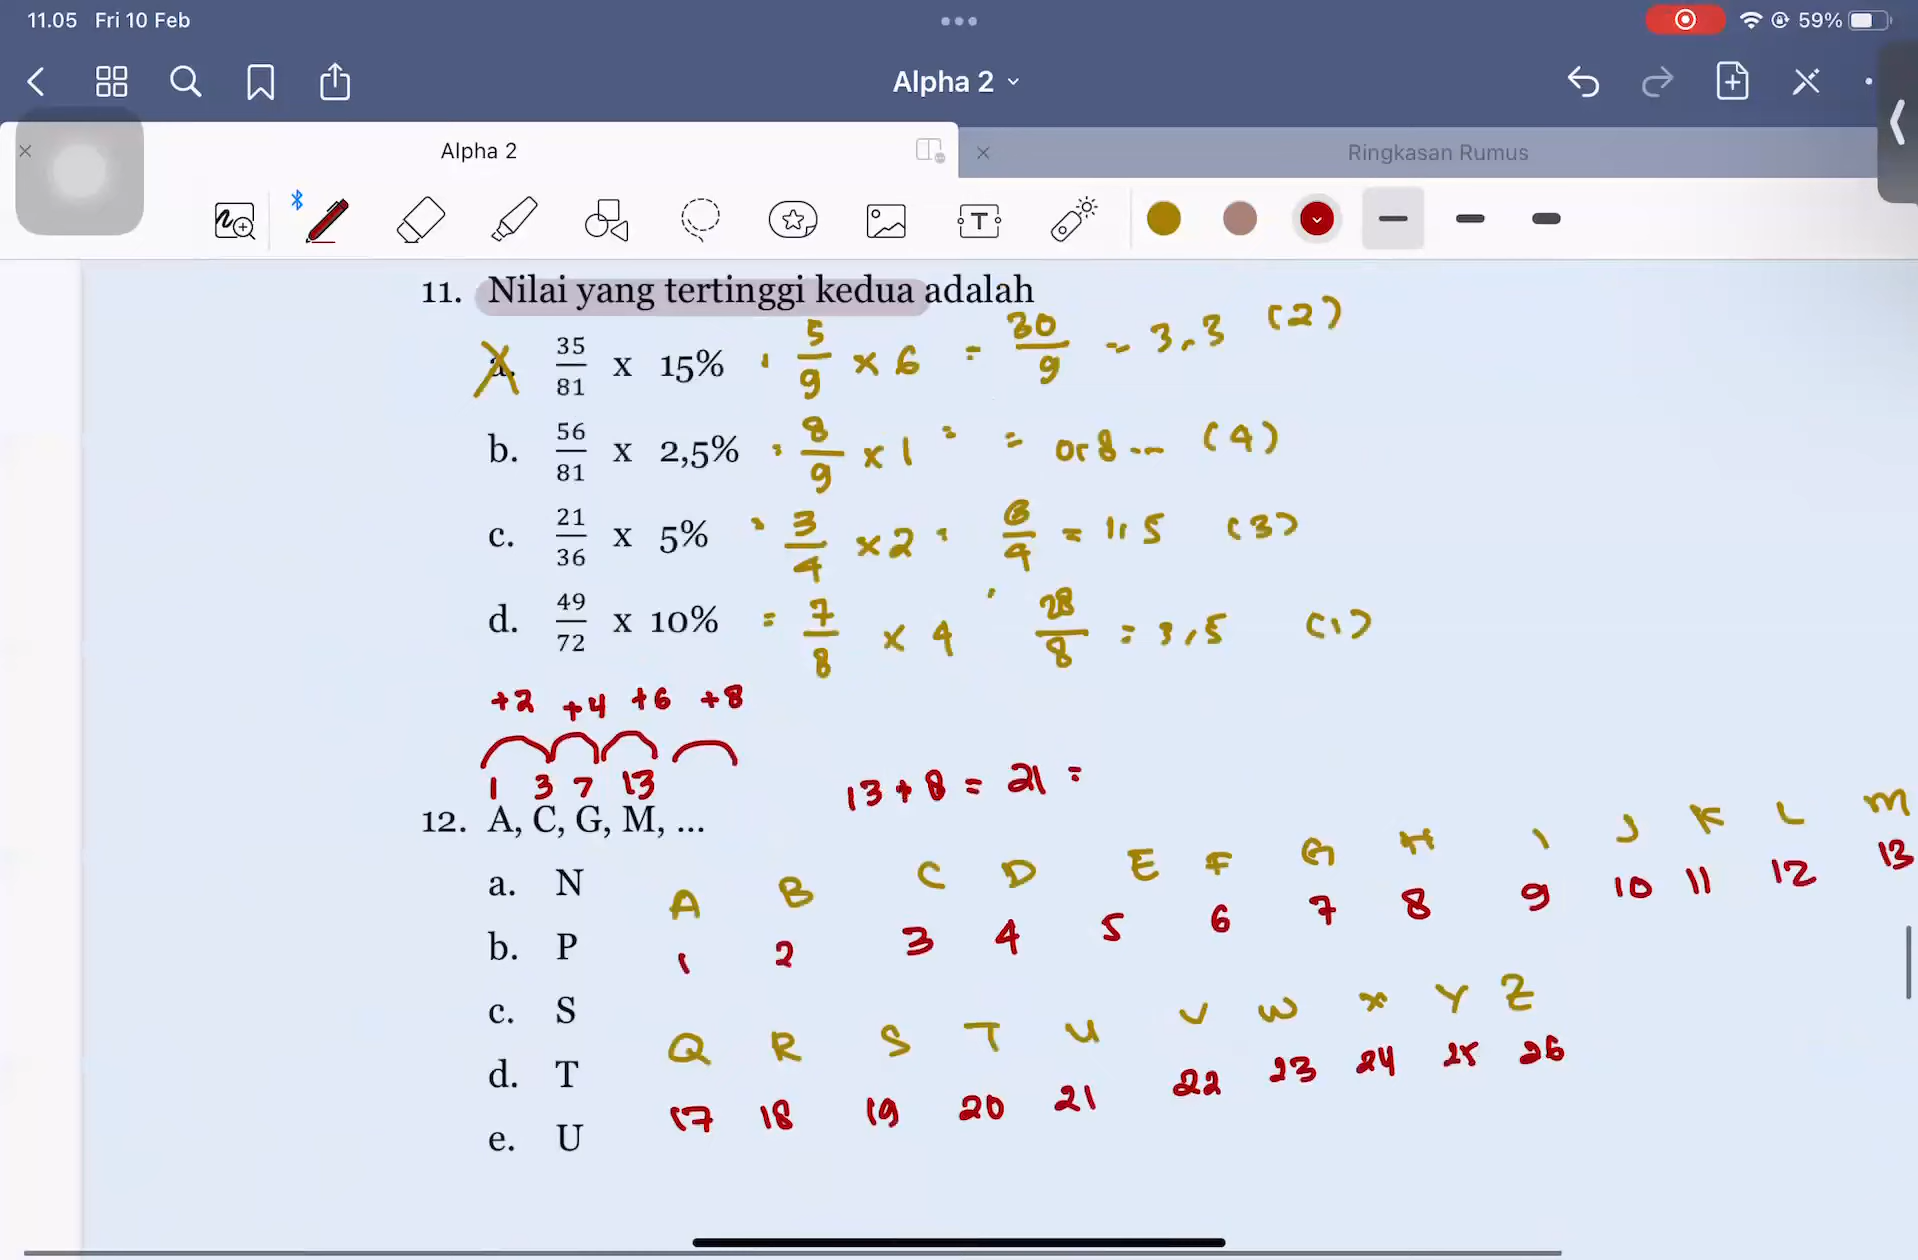 11.05 Fri 10 Feb
59%
Alpha 2
Alpha 2
Ringkasan Rumus
T
11. Nilai yang tertinggi kedua adalah
a. 35/81 x 15% = 5/9 x 6 = 30/9 = 3,3 (2)
b. 56/81 x 2,5% = 8/9 x 1 = = 0,8... (4)
c. 21/36 x 5% = 3/4 x 2 = 6/4 = 1,5 (3)
d. 49/72 x 10% = 7/8 x 4 = 28/8 = 3,5 (1)
+2 +4 +6 +8
1 3 7 13
13 + 8 = 21 =
12. A, C, G, M, ...
a. N
b. P
c. S
d. T
e. U
A B C D E F G H I J K L M
1 2 3 4 5 6 7 8 9 10 11 12 13
Q R S T U V W X Y Z
17 18 19 20 21 22 23 24 25 26